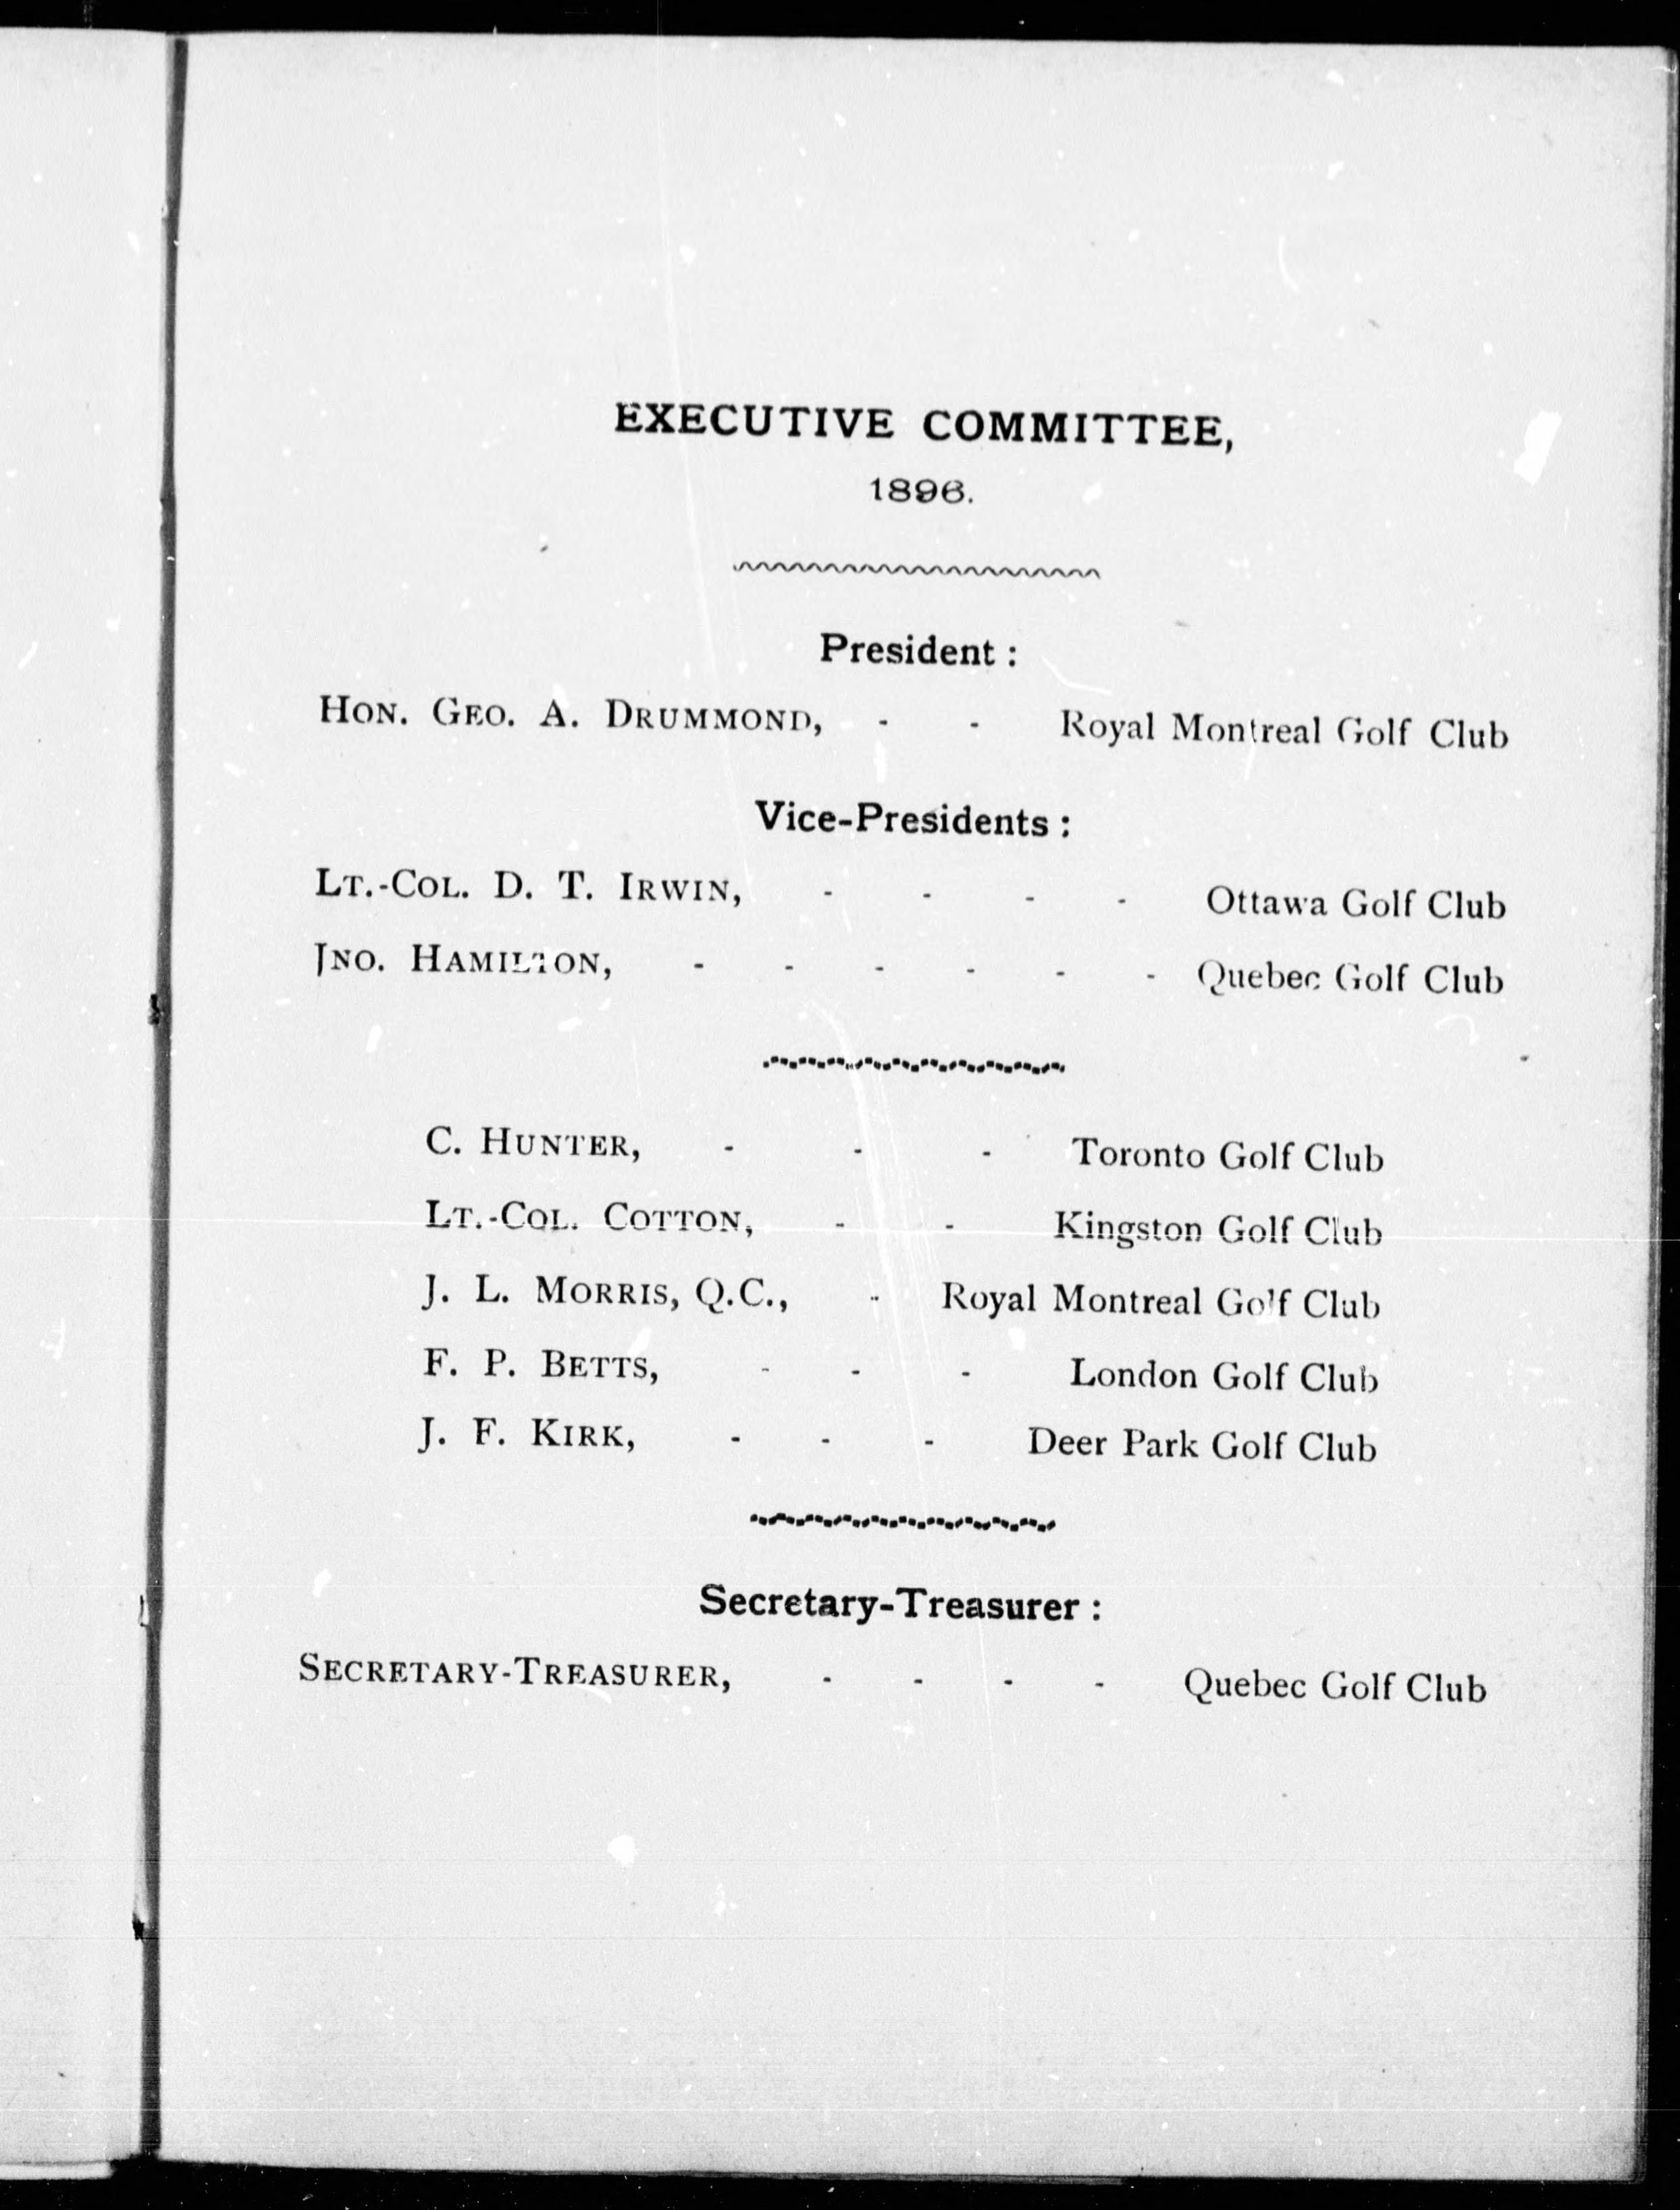 EXECUTIVE COMMITTEE,
1896.
President :
HON. GEO. A. DRUMMOND, - - Royal Montreal Golf Club
Vice-Presidents :
LT.-COL. D. T. IRWIN, - - - - Ottawa Golf Club
JNO. HAMILTON, - - - - - - Quebec Golf Club
C. HUNTER, - - - Toronto Golf Club
LT.-COL. COTTON, - - Kingston Golf Club
J. L. MORRIS, Q.C., - Royal Montreal Golf Club
F. P. BETTS, - - - London Golf Club
J. F. KIRK, - - - Deer Park Golf Club
Secretary-Treasurer :
SECRETARY-TREASURER, - - - - Quebec Golf Club